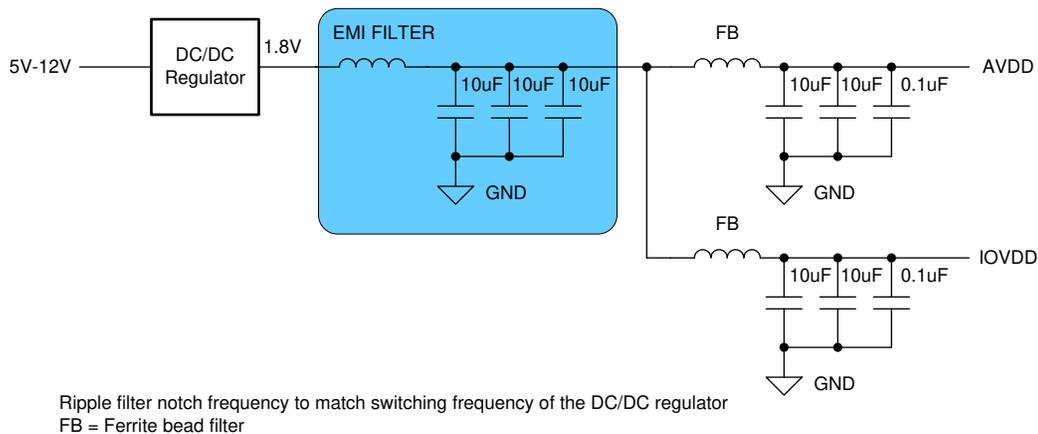 5V-12V
DC/DC
Regulator
1.8V
EMI FILTER
10uF 10uF 10uF
GND
FB
10uF 10uF 0.1uF
AVDD
GND
FB
10uF 10uF 0.1uF
IOVDD
GND
Ripple filter notch frequency to match switching frequency of the DC/DC regulator
FB = Ferrite bead filter